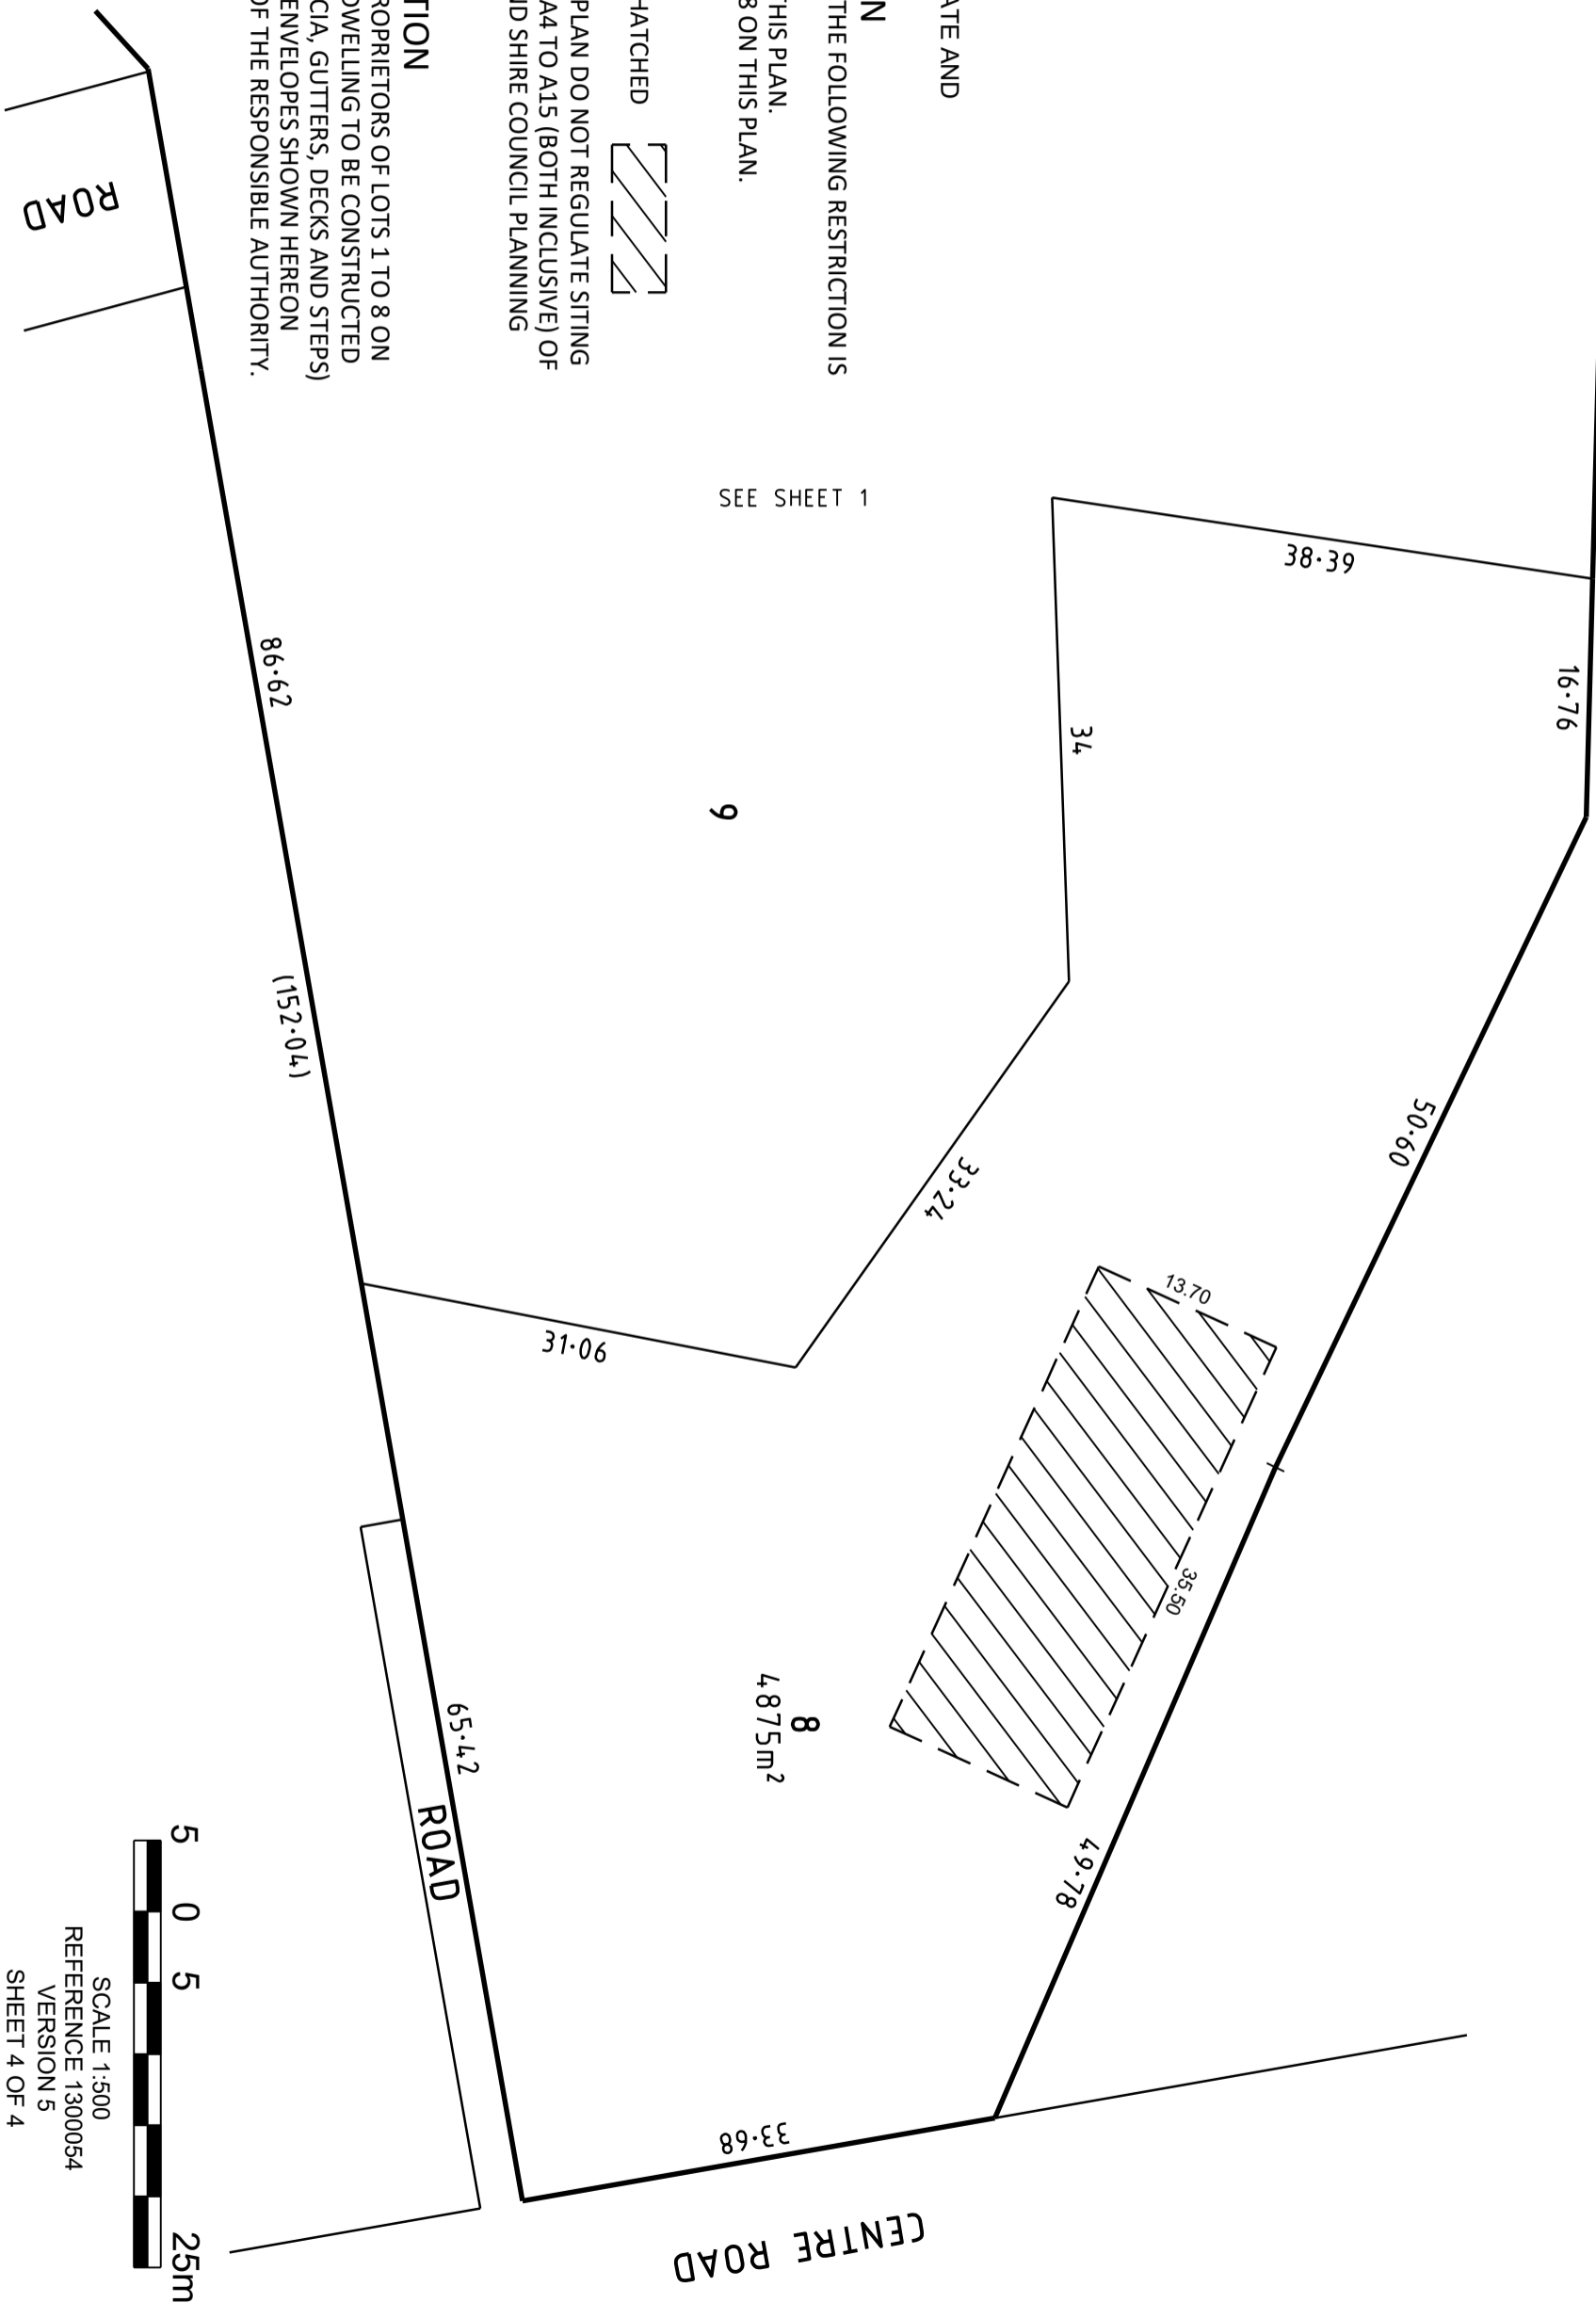 ATE AND
N
THE FOLLOWING RESTRICTION IS
THIS PLAN.
8 ON THIS PLAN.
HATCHED
PLAN DO NOT REGULATE SITING
A4 TO A15 (BOTH INCLUSIVE) OF
ND SHIRE COUNCIL PLANNING
TION
ROPRIETORS OF LOTS 1 TO 8 ON
OWELLING TO BE CONSTRUCTED
CIA, GUTTERS, DECKS AND STEPS)
ENVELOPES SHOWN HEREON
OF THE RESPONSIBLE AUTHORITY.
ROAD
SEE SHEET 1
38·39
16·76
34
86·62
9
(152·04)
50·60
33·24
13.70
31·06
35.50
8
4875m²
65·42
ROAD
49·78
33·68
CENTRE ROAD
5 0 5 25m
SCALE 1:500
REFERENCE 1300054
VERSION 5
SHEET 4 OF 4